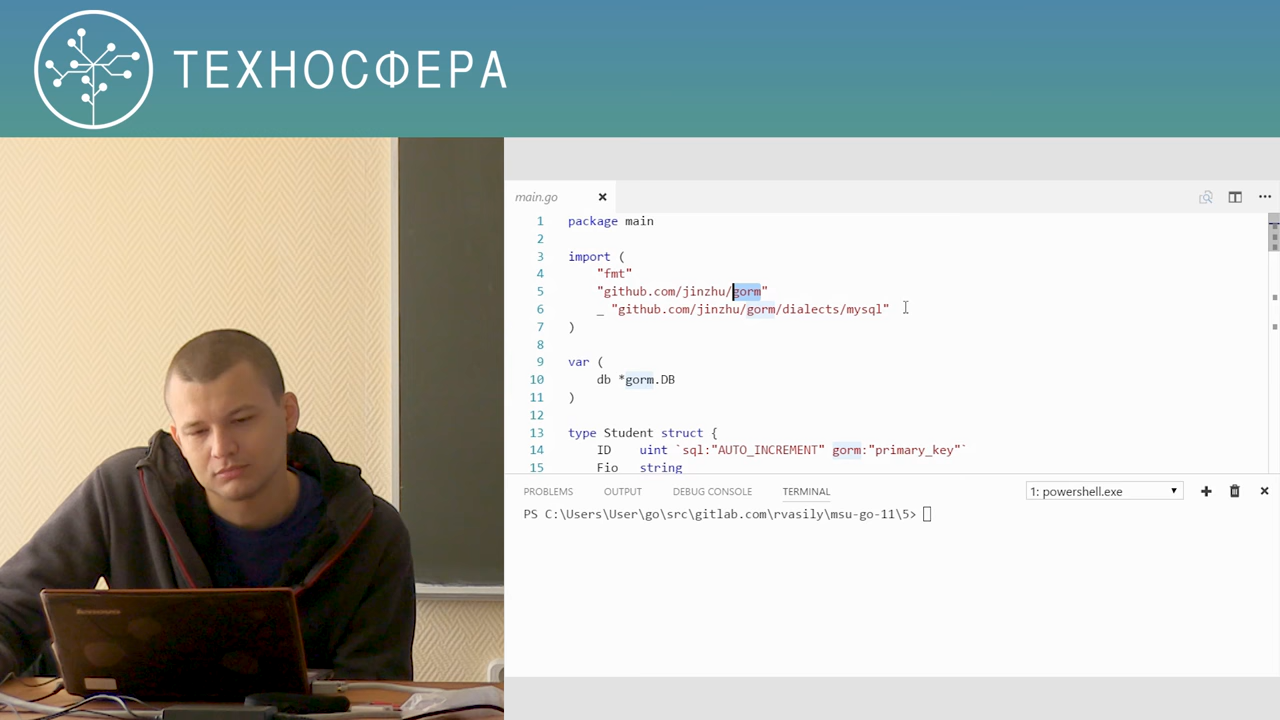 ТЕХНОСФЕРА
main.go
1 package main
2
3 import (
4 "fmt"
5 "github.com/jinzhu/gorm"
6 _ "github.com/jinzhu/gorm/dialects/mysql"
7 )
8
9 var (
10 db *gorm.DB
11 )
12
13 type Student struct {
14 ID uint `sql:"AUTO_INCREMENT" gorm:"primary_key"`
15 Fio string
PROBLEMS OUTPUT DEBUG CONSOLE TERMINAL 1: powershell.exe
PS C:\Users\User\go\src\gitlab.com\rvasily\msu-go-11\5>
lenovo